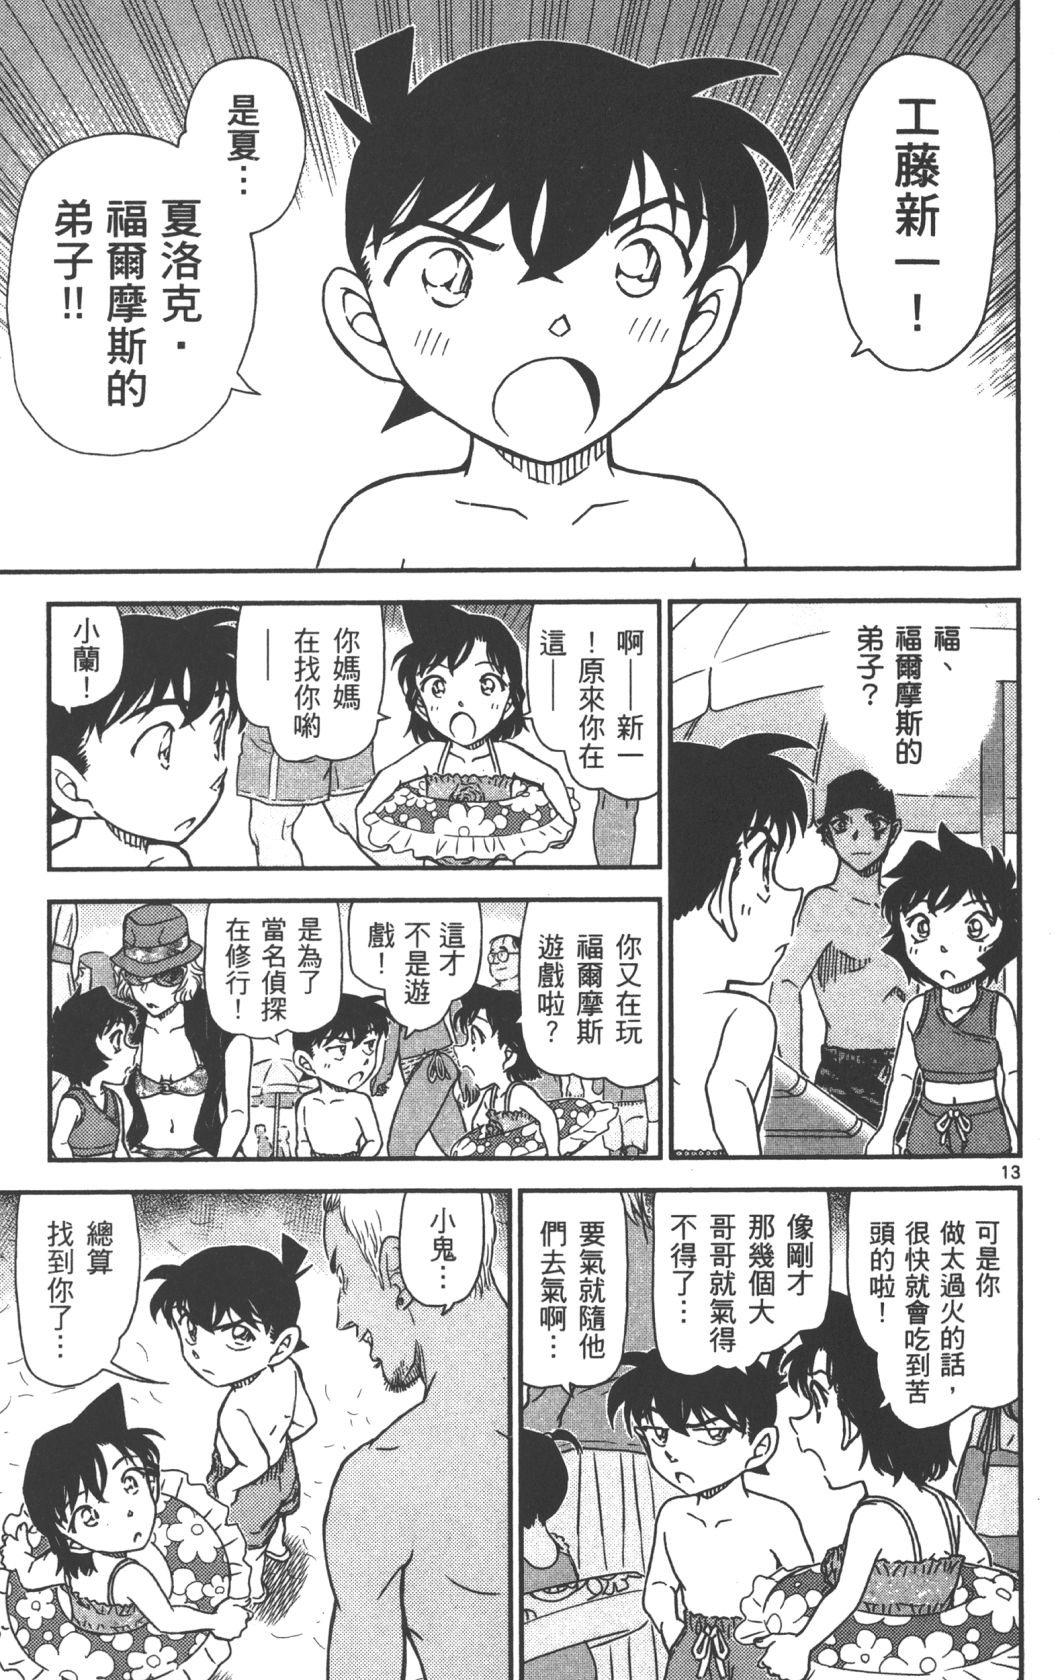 工藤新一！
是夏…
夏洛克・
福爾摩斯的
弟子!!
福、
福爾摩斯的
弟子？
啊——新一
！原來你在
這——
你媽媽
在找你喲
——
小蘭！
你又在玩
福爾摩斯
遊戲啦？
這才
不是遊
戲！
是為了
當名偵探
在修行！
13
可是你
做太過火的話，
很快就會吃到苦
頭的啦！
像剛才
那幾個大
哥哥就氣得
不得了…
要氣就隨他
們去氣啊…
小鬼…
總算
找到你了…